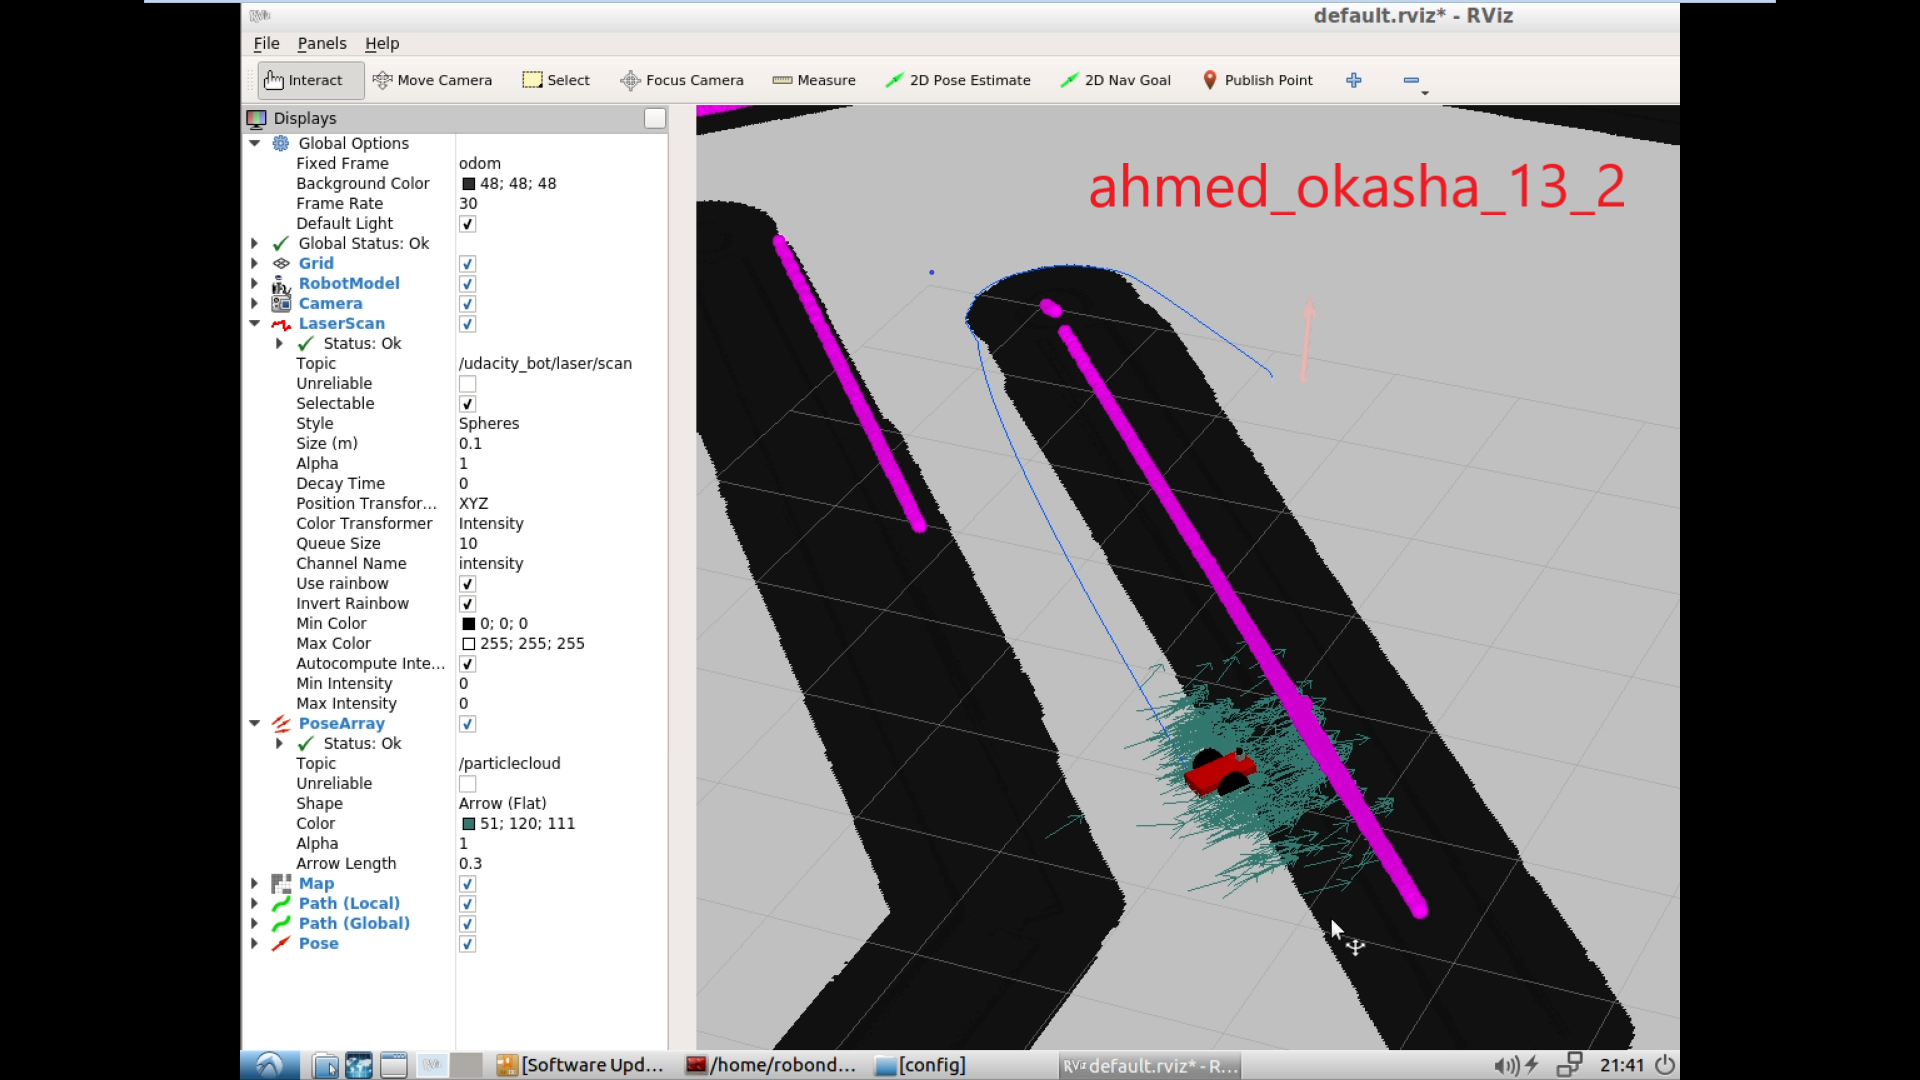 default.rviz* - RViz
File Panels Help
Interact Move Camera Select Focus Camera Measure 2D Pose Estimate 2D Nav Goal Publish Point
Displays
Global Options
Fixed Frame odom
Background Color 48; 48; 48
Frame Rate 30
Default Light
Global Status: Ok
Grid
RobotModel
Camera
LaserScan
Status: Ok
Topic /udacity_bot/laser/scan
Unreliable
Selectable
Style Spheres
Size (m) 0.1
Alpha 1
Decay Time 0
Position Transfor... XYZ
Color Transformer Intensity
Queue Size 10
Channel Name intensity
Use rainbow
Invert Rainbow
Min Color 0; 0; 0
Max Color 255; 255; 255
Autocompute Inte...
Min Intensity 0
Max Intensity 0
PoseArray
Status: Ok
Topic /particlecloud
Unreliable
Shape Arrow (Flat)
Color 51; 120; 111
Alpha 1
Arrow Length 0.3
Map
Path (Local)
Path (Global)
Pose
ahmed_okasha_13_2
[Software Upd... /home/robond... [config] RViz default.rviz* - R... 21:41